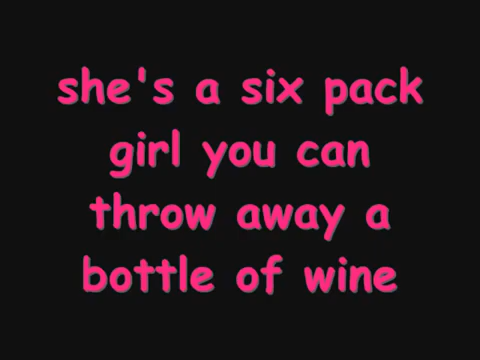 she's a six pack
girl you can
throw away a
bottle of wine